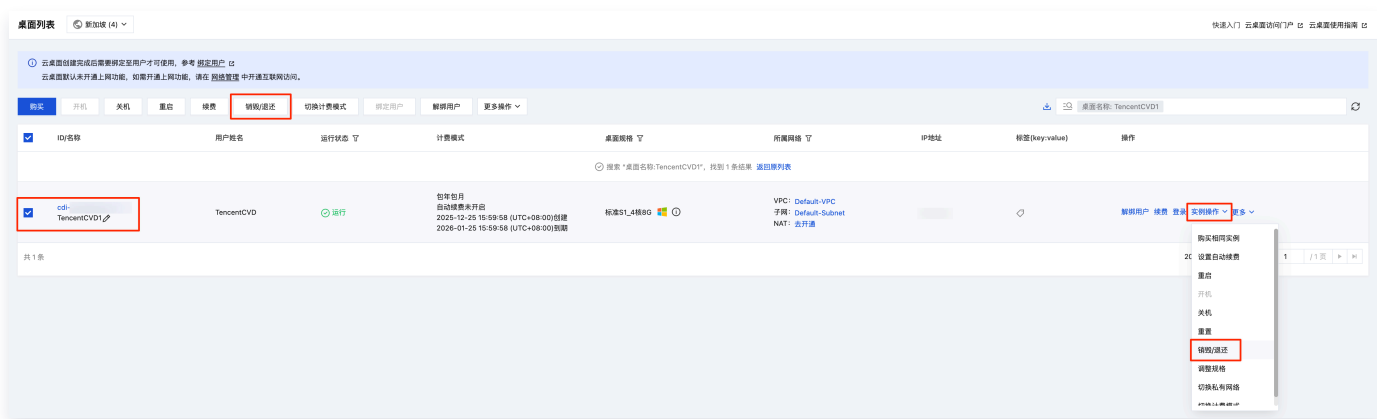 桌面列表 新加坡 (4) 快速入门 云桌面访问门户 云桌面使用指南
云桌面创建完成后需要绑定至用户才可使用，参考 绑定用户
云桌面默认未开通上网功能，如需开通上网功能，请在 网络管理 中开通互联网访问。
购买 开机 关机 重启 续费 销毁/退还 切换计费模式 绑定用户 解绑用户 更多操作 桌面名称: TencentCVD1
ID/名称 用户姓名 运行状态 计费模式 桌面规格 所属网络 IP地址 标签(key:value) 操作
搜索 "桌面名称:TencentCVD1"，找到 1 条结果 返回原列表
cdi-
TencentCVD1
TencentCVD
运行
包年包月
自动续费未开启
2025-12-25 15:59:58 (UTC+08:00)创建
2026-01-25 15:59:58 (UTC+08:00)到期
标准S1_4核8G
VPC: Default-VPC
子网: Default-Subnet
NAT: 去开通
解绑用户 续费 登录 实例操作 更多
共 1 条
20
1 / 1 页
购买相同实例
设置自动续费
重启
开机
关机
重置
销毁/退还
调整规格
切换私有网络
切换计费模式